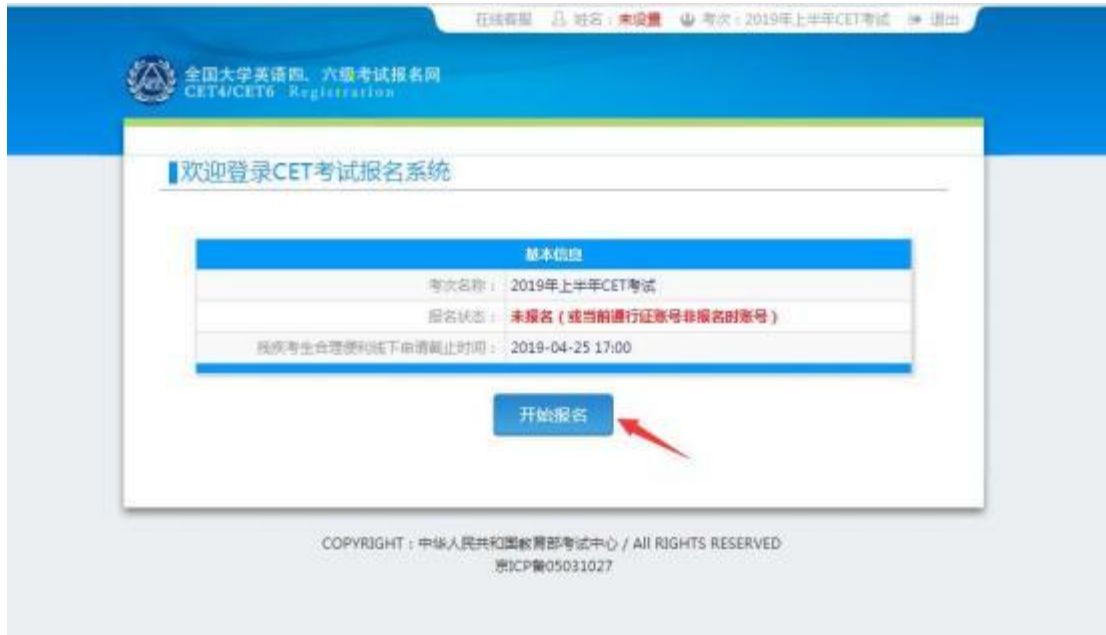 在线客服 姓名：未设置 考次：2019年上半年CET考试 退出
全国大学英语四、六级考试报名网
CET4/CET6 Registration
欢迎登录CET考试报名系统
基本信息
考次名称： 2019年上半年CET考试
报名状态： 未报名（或当前通行证账号非报名时账号）
残疾考生合理便利线下申请截止时间： 2019-04-25 17:00
开始报名
COPYRIGHT：中华人民共和国教育部考试中心 / All RIGHTS RESERVED
京ICP备05031027